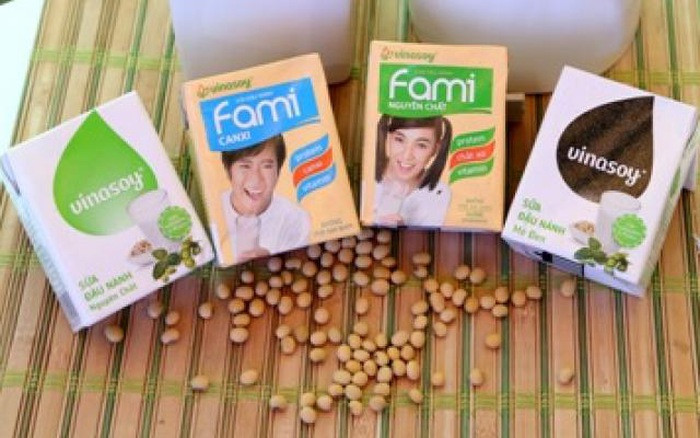 vinasoy
SỮA
ĐẬU NÀNH
Nguyên Chất
vinasoy
fami
CANXI
protein
canxi
vitamin
vinasoy
fami
NGUYÊN CHẤT
protein
chất xơ
vitamin
vinasoy
SỮA
ĐẬU NÀNH
Mè Đen